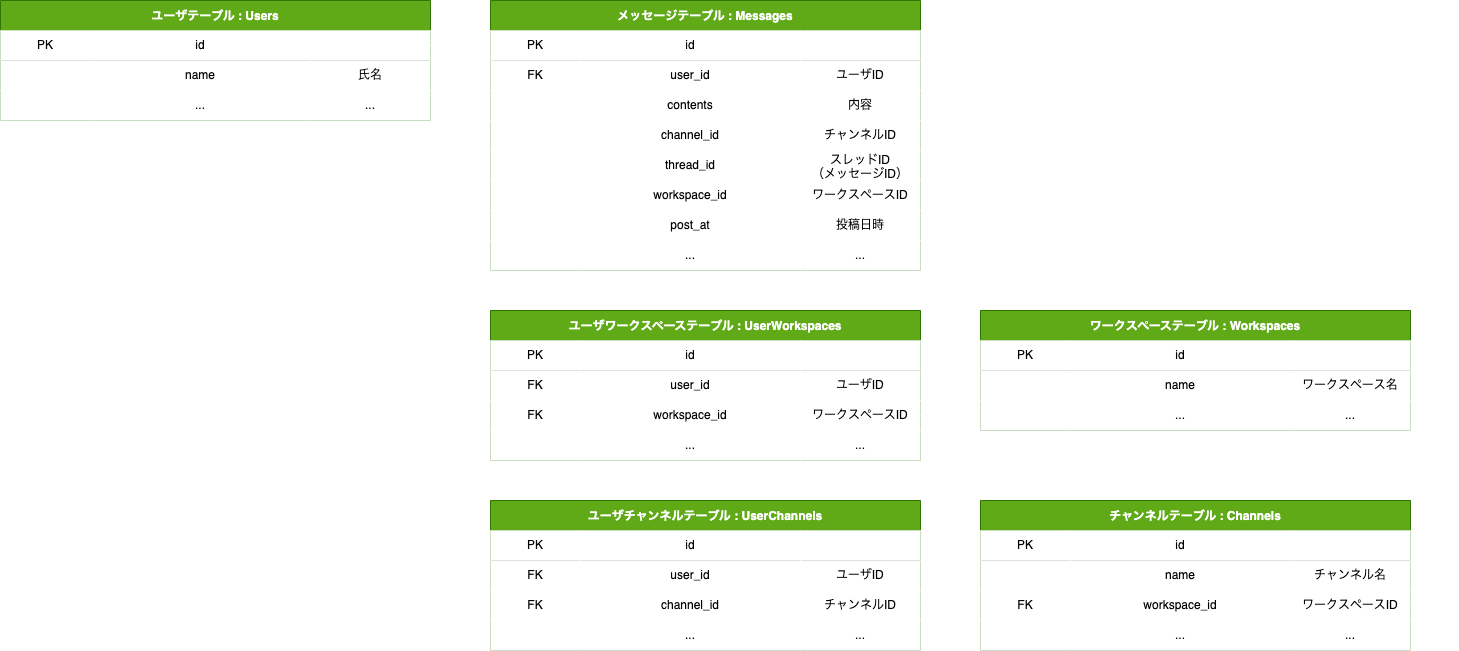 ユーザテーブル : Users
PK id
name 氏名
... ...
メッセージテーブル : Messages
PK id
FK user_id ユーザID
contents 内容
channel_id チャンネルID
thread_id スレッドID
（メッセージID）
workspace_id ワークスペースID
post_at 投稿日時
... ...
ユーザワークスペーステーブル : UserWorkspaces
PK id
FK user_id ユーザID
FK workspace_id ワークスペースID
... ...
ワークスペーステーブル : Workspaces
PK id
name ワークスペース名
... ...
ユーザチャンネルテーブル : UserChannels
PK id
FK user_id ユーザID
FK channel_id チャンネルID
... ...
チャンネルテーブル : Channels
PK id
name チャンネル名
FK workspace_id ワークスペースID
... ...